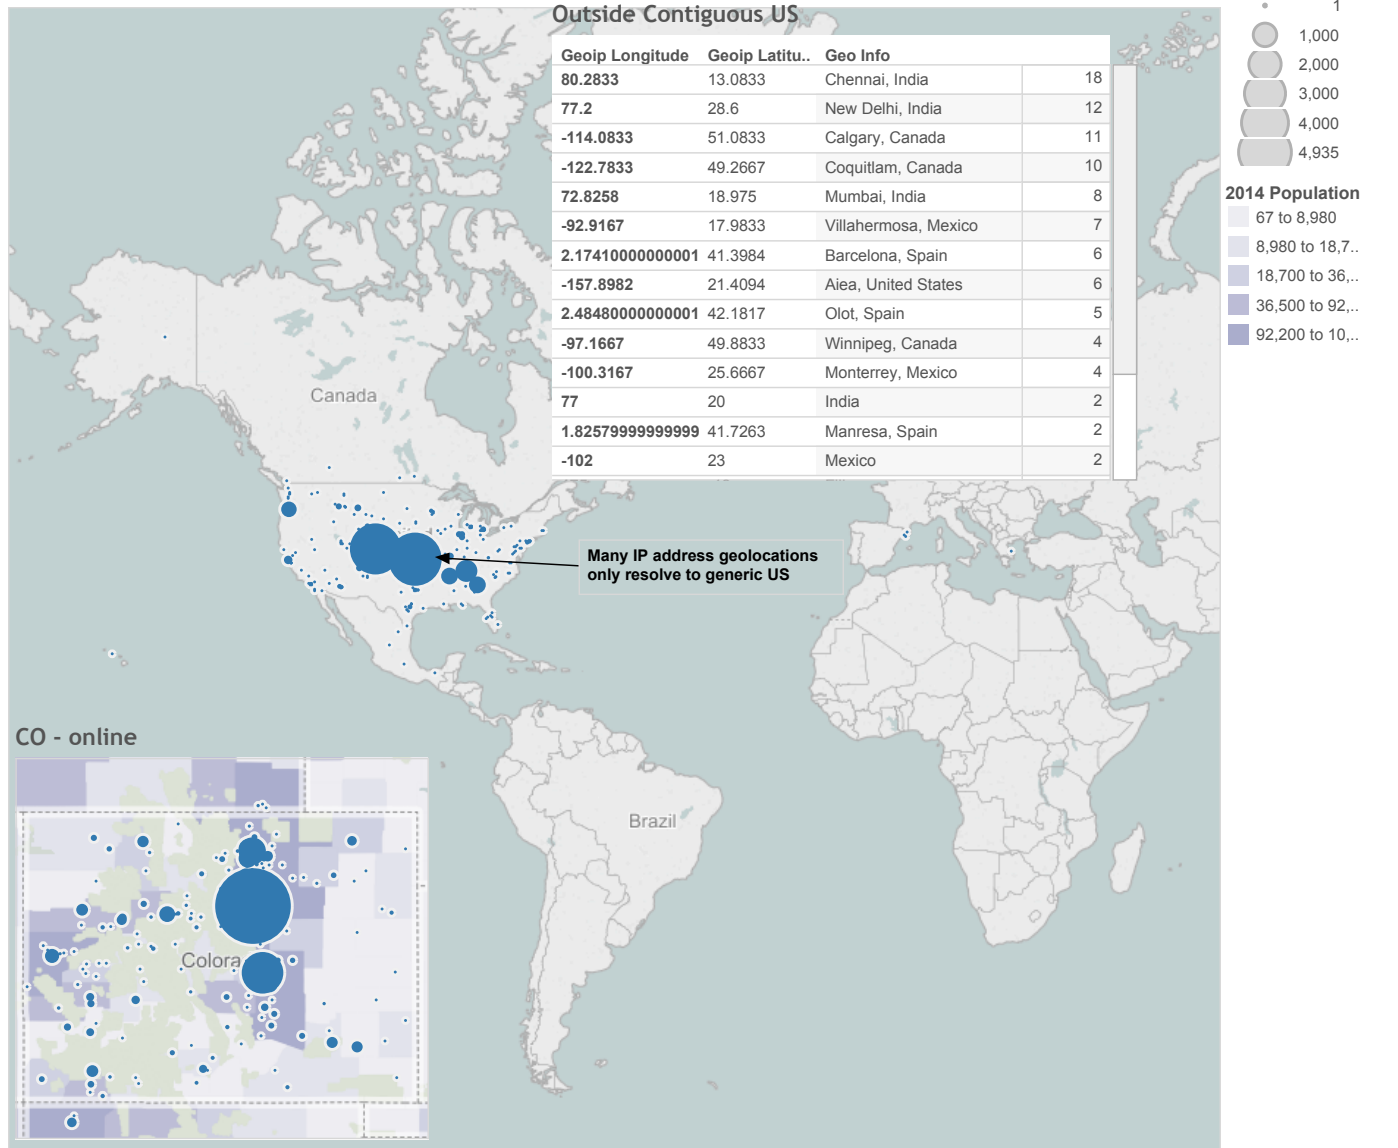 Outside Contiguous US
Geoip Longitude Geoip Latitu.. Geo Info
80.2833 13.0833 Chennai, India 18
77.2 28.6 New Delhi, India 12
-114.0833 51.0833 Calgary, Canada 11
-122.7833 49.2667 Coquitlam, Canada 10
72.8258 18.975 Mumbai, India 8
-92.9167 17.9833 Villahermosa, Mexico 7
2.17410000000001 41.3984 Barcelona, Spain 6
-157.8982 21.4094 Aiea, United States 6
2.48480000000001 42.1817 Olot, Spain 5
-97.1667 49.8833 Winnipeg, Canada 4
-100.3167 25.6667 Monterrey, Mexico 4
77 20 India 2
1.82579999999999 41.7263 Manresa, Spain 2
-102 23 Mexico 2
1
1,000
2,000
3,000
4,000
4,935
2014 Population
67 to 8,980
8,980 to 18,7..
18,700 to 36,..
36,500 to 92,..
92,200 to 10,..
Canada
Many IP address geolocations
only resolve to generic US
CO - online
Colora
Brazil